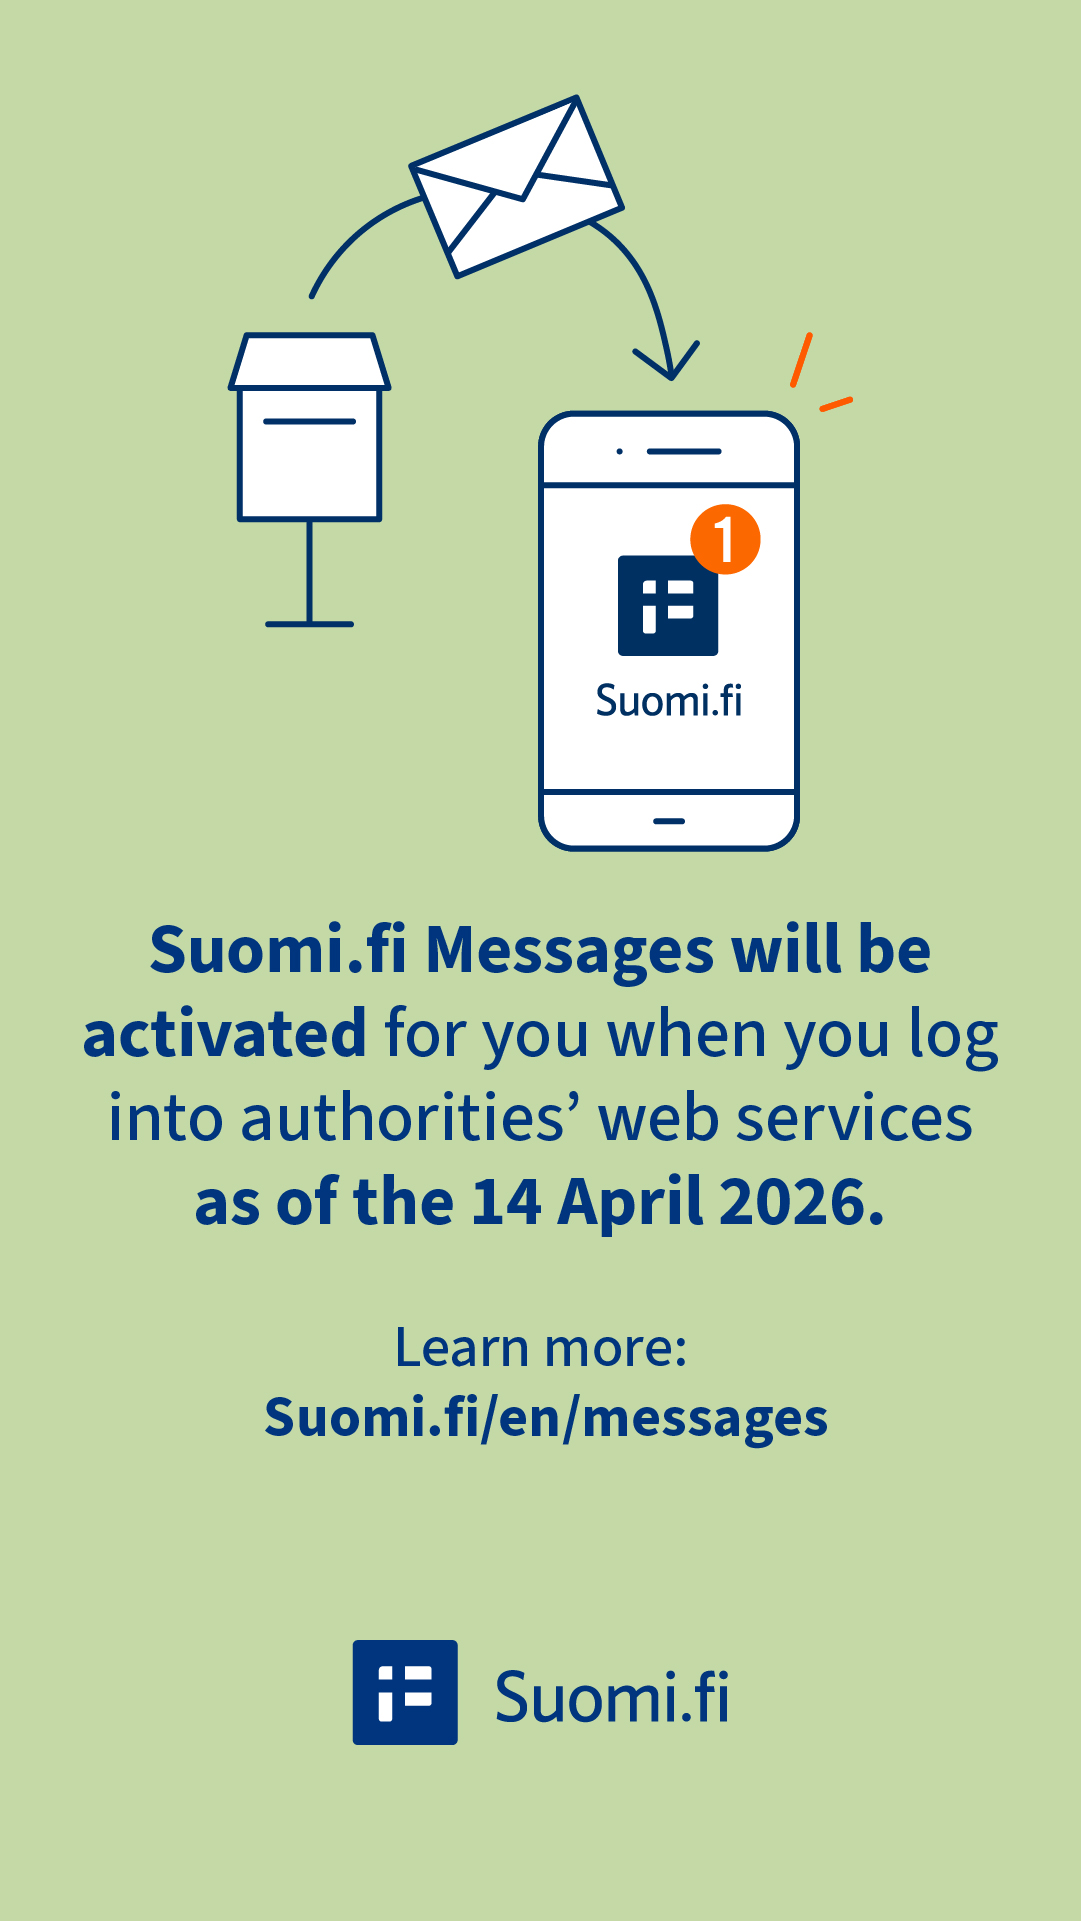 1
Suomi.fi
Suomi.fi Messages will be
activated for you when you log
into authorities’ web services
as of the 14 April 2026.
Learn more:
Suomi.fi/en/messages
Suomi.fi